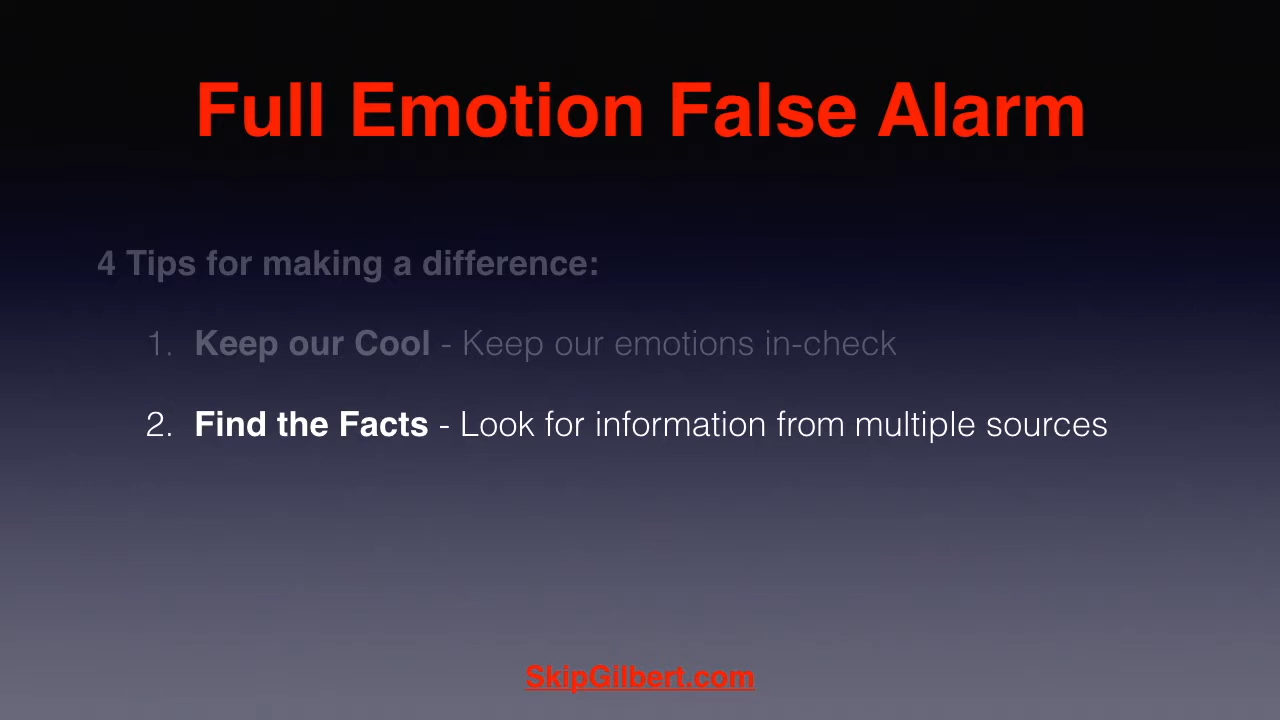 Full Emotion False Alarm
4 Tips for making a difference:
1. Keep our Cool - Keep our emotions in-check
2. Find the Facts - Look for information from multiple sources
SkipGilbert.com